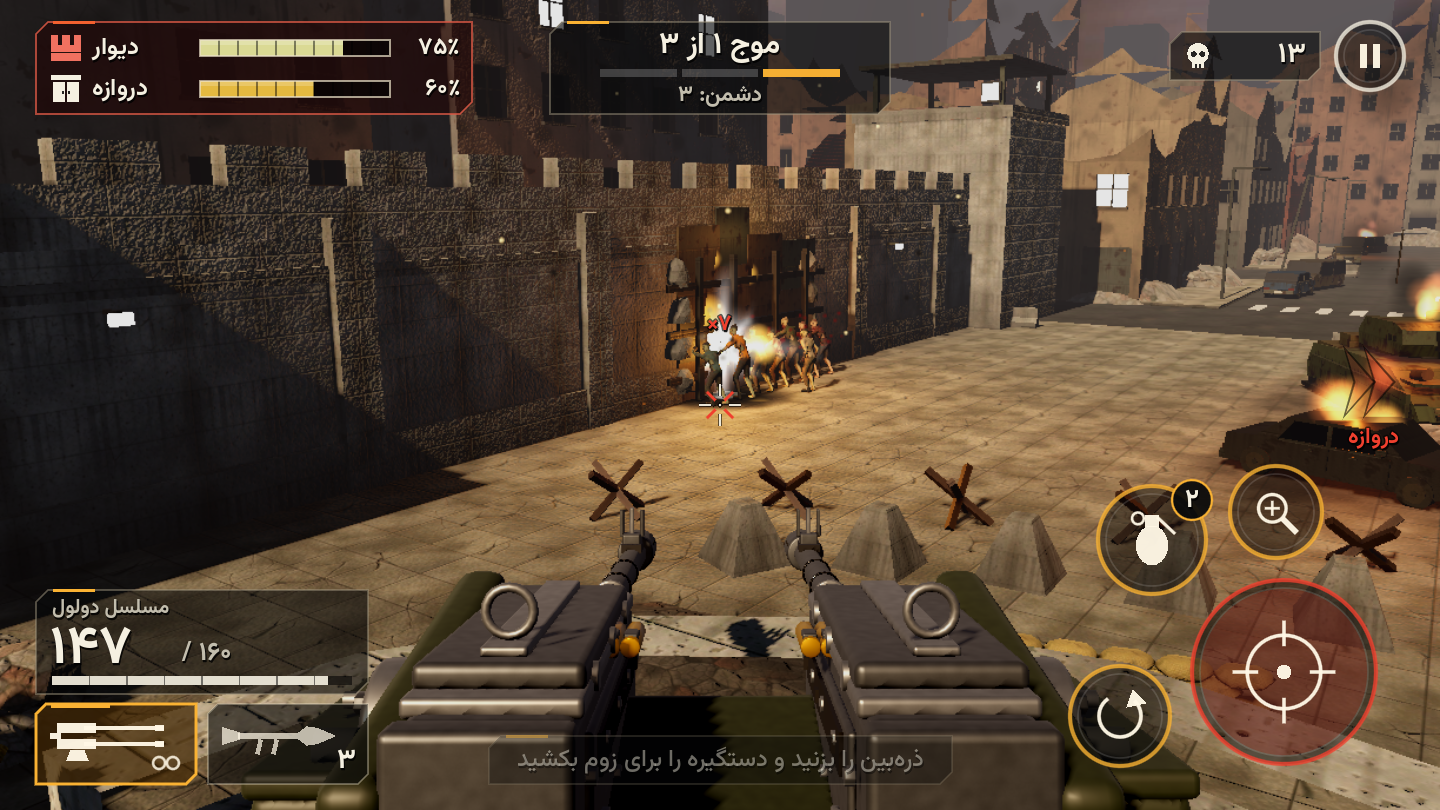 دیوار ۷۵٪
دروازه ۶۰٪
موج ۱ از ۳
دشمن: ۳
۱۳
×۷
دروازه
۲
مسلسل دولول
۱۴۷ / ۱۶۰
∞
۳
ذره‌بین را بزنید و دستگیره را برای زوم بکشید